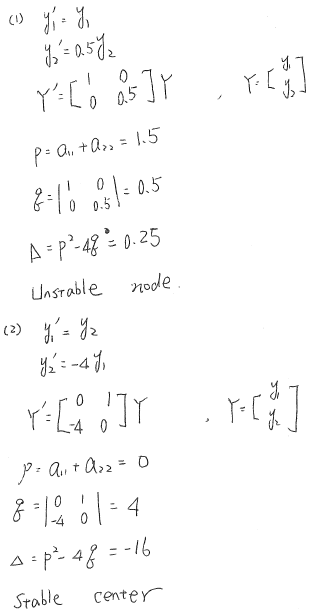 (1) y₁' = y₁
y₂' = 0.5y₂
Y' = [1 0; 0 0.5] Y , Y = [y₁; y₂]
p = a₁₁ + a₂₂ = 1.5
q = |1 0; 0 0.5| = 0.5
Δ = p² - 4q = 0.25
Unstable node.
(2) y₁' = y₂
y₂' = -4y₁
Y' = [0 1; -4 0] Y , Y = [y₁; y₂]
p = a₁₁ + a₂₂ = 0
q = |0 1; -4 0| = 4
Δ = p² - 4q = -16
Stable center